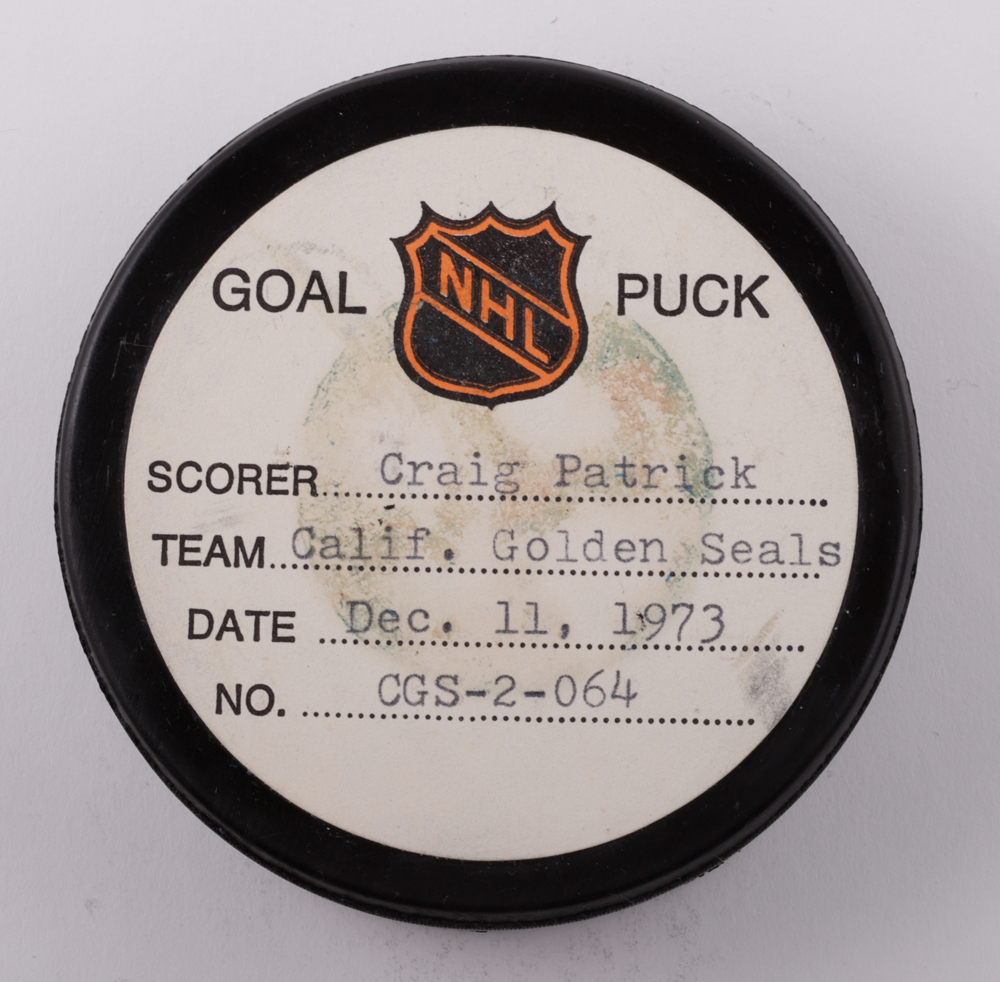 GOAL NHL PUCK
SCORER Craig Patrick
TEAM Calif. Golden Seals
DATE Dec. 11, 1973
NO. CGS-2-064